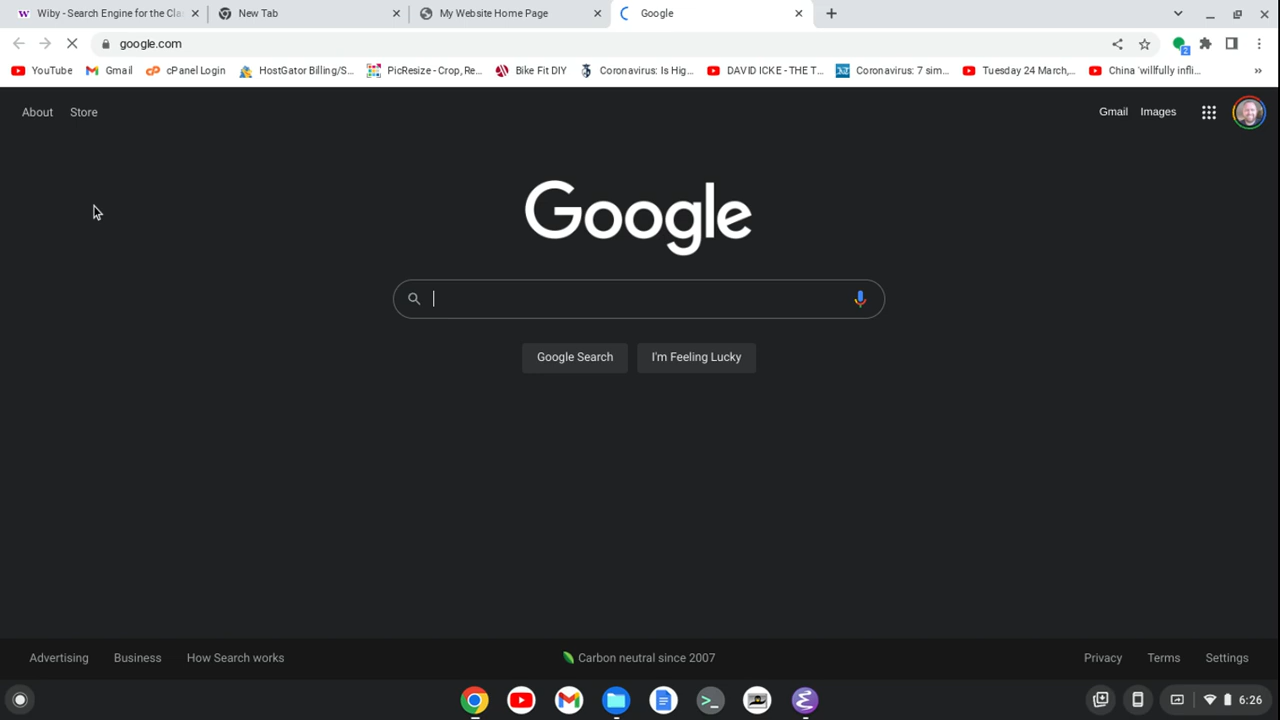 Wiby - Search Engine for the Cla
New Tab
My Website Home Page
Google
google.com
YouTube
Gmail
cPanel Login
HostGator Billing/S...
PicResize - Crop, Re...
Bike Fit DIY
Coronavirus: Is Hig...
DAVID ICKE - THE T...
Coronavirus: 7 sim...
Tuesday 24 March,...
China 'willfully infli...
About
Store
Gmail
Images
Google
Google Search
I'm Feeling Lucky
Advertising
Business
How Search works
Carbon neutral since 2007
Privacy
Terms
Settings
6:26